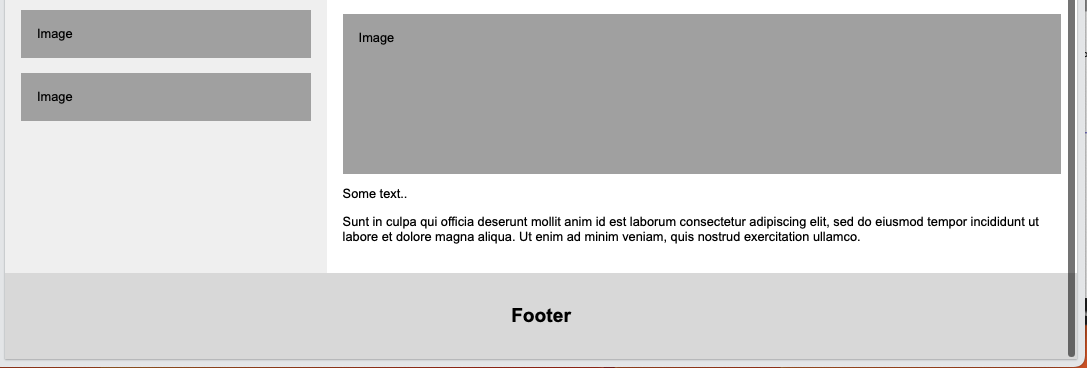 Image
Image
Image
Some text..
Sunt in culpa qui officia deserunt mollit anim id est laborum consectetur adipiscing elit, sed do eiusmod tempor incididunt ut
labore et dolore magna aliqua. Ut enim ad minim veniam, quis nostrud exercitation ullamco.
Footer